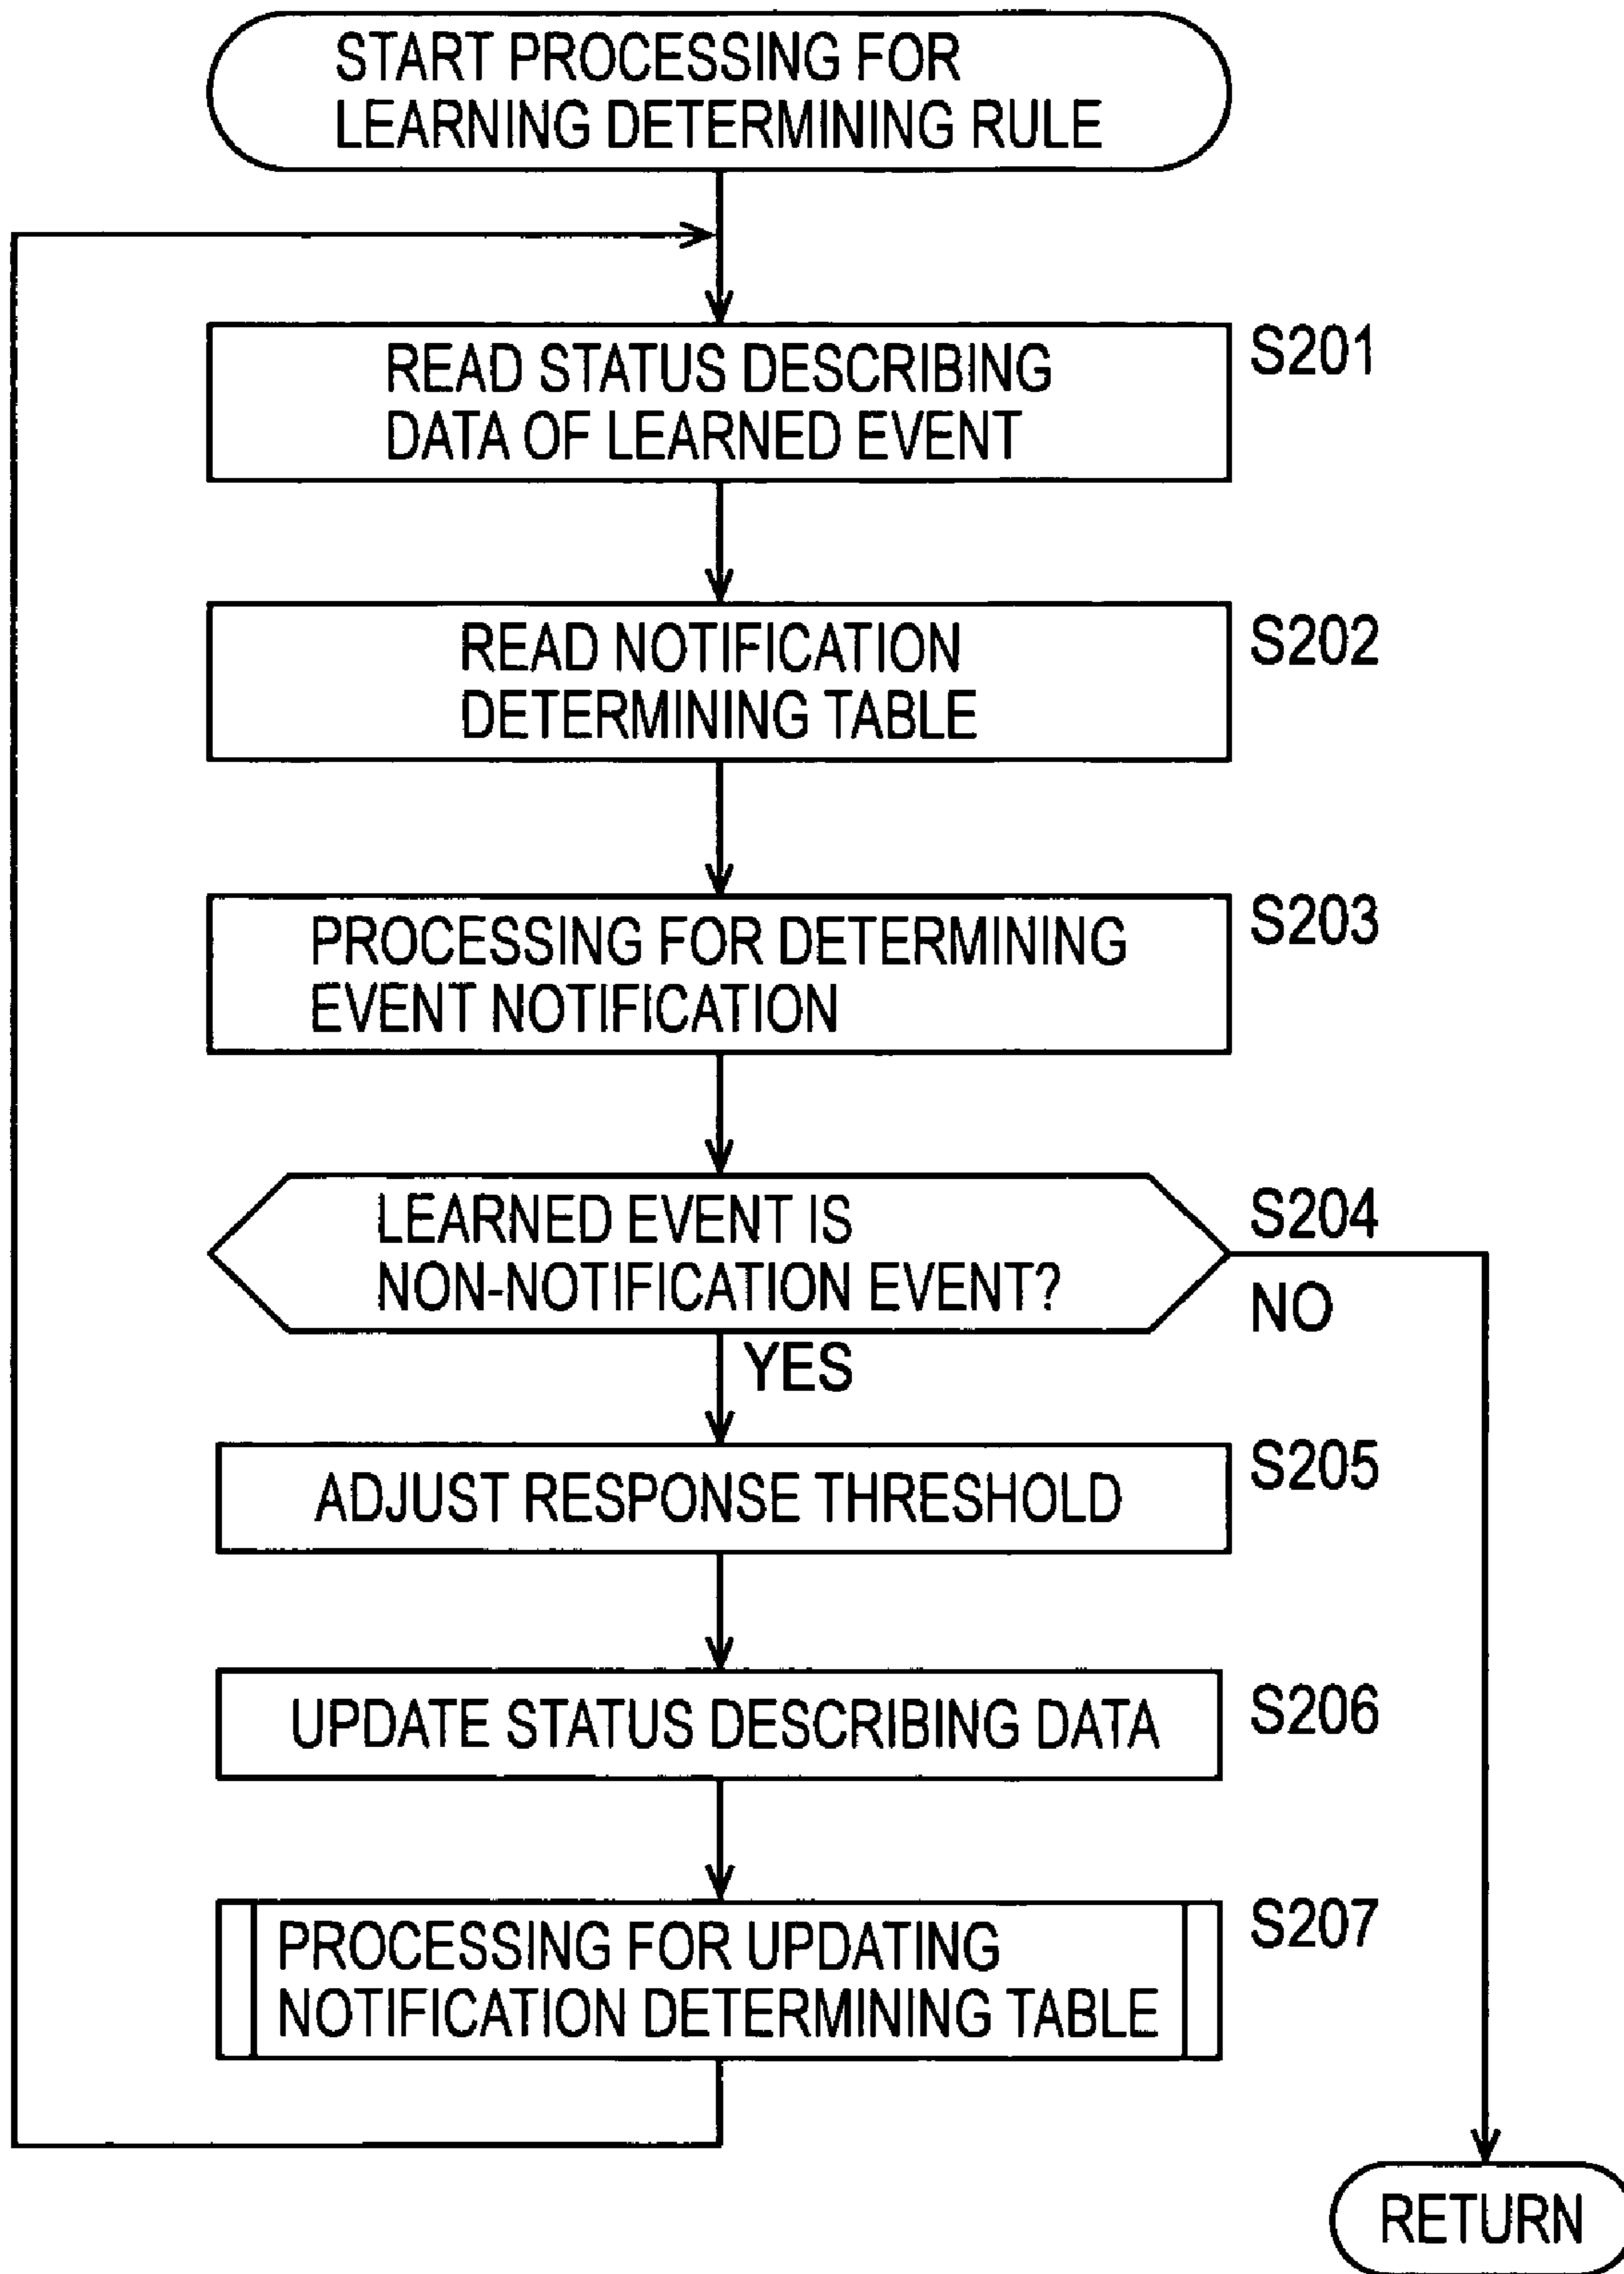 START PROCESSING FOR
LEARNING DETERMINING RULE
READ STATUS DESCRIBING
DATA OF LEARNED EVENT
S201
READ NOTIFICATION
DETERMINING TABLE
S202
PROCESSING FOR DETERMINING
EVENT NOTIFICATION
S203
LEARNED EVENT IS
NON-NOTIFICATION EVENT?
S204
NO
YES
ADJUST RESPONSE THRESHOLD
S205
UPDATE STATUS DESCRIBING DATA
S206
PROCESSING FOR UPDATING
NOTIFICATION DETERMINING TABLE
S207
RETURN